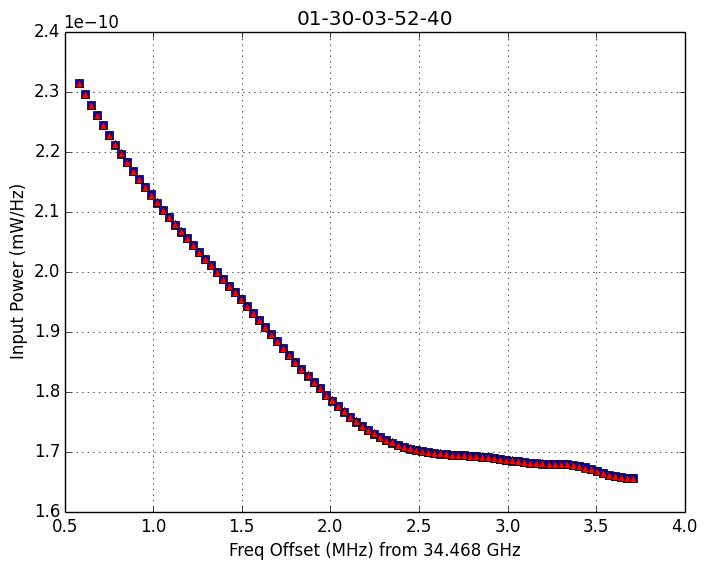 01-30-03-52-40
1e−10
2.4
2.3
2.2
2.1
2.0
1.9
1.8
1.7
1.6
Input Power (mW/Hz)
0.5 1.0 1.5 2.0 2.5 3.0 3.5 4.0
Freq Offset (MHz) from 34.468 GHz